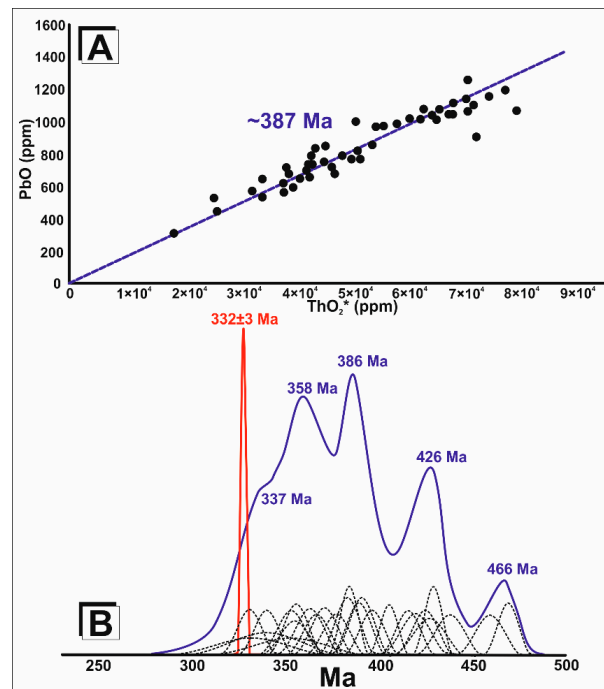 A
1600
1400
1200
1000
800
600
400
200
0
PbO (ppm)
~387 Ma
0 1×10⁴ 2×10⁴ 3×10⁴ 4×10⁴ 5×10⁴ 6×10⁴ 7×10⁴ 8×10⁴ 9×10⁴
ThO₂* (ppm)
332±3 Ma
386 Ma
358 Ma
426 Ma
337 Ma
466 Ma
B
250 300 350 400 450 500
Ma